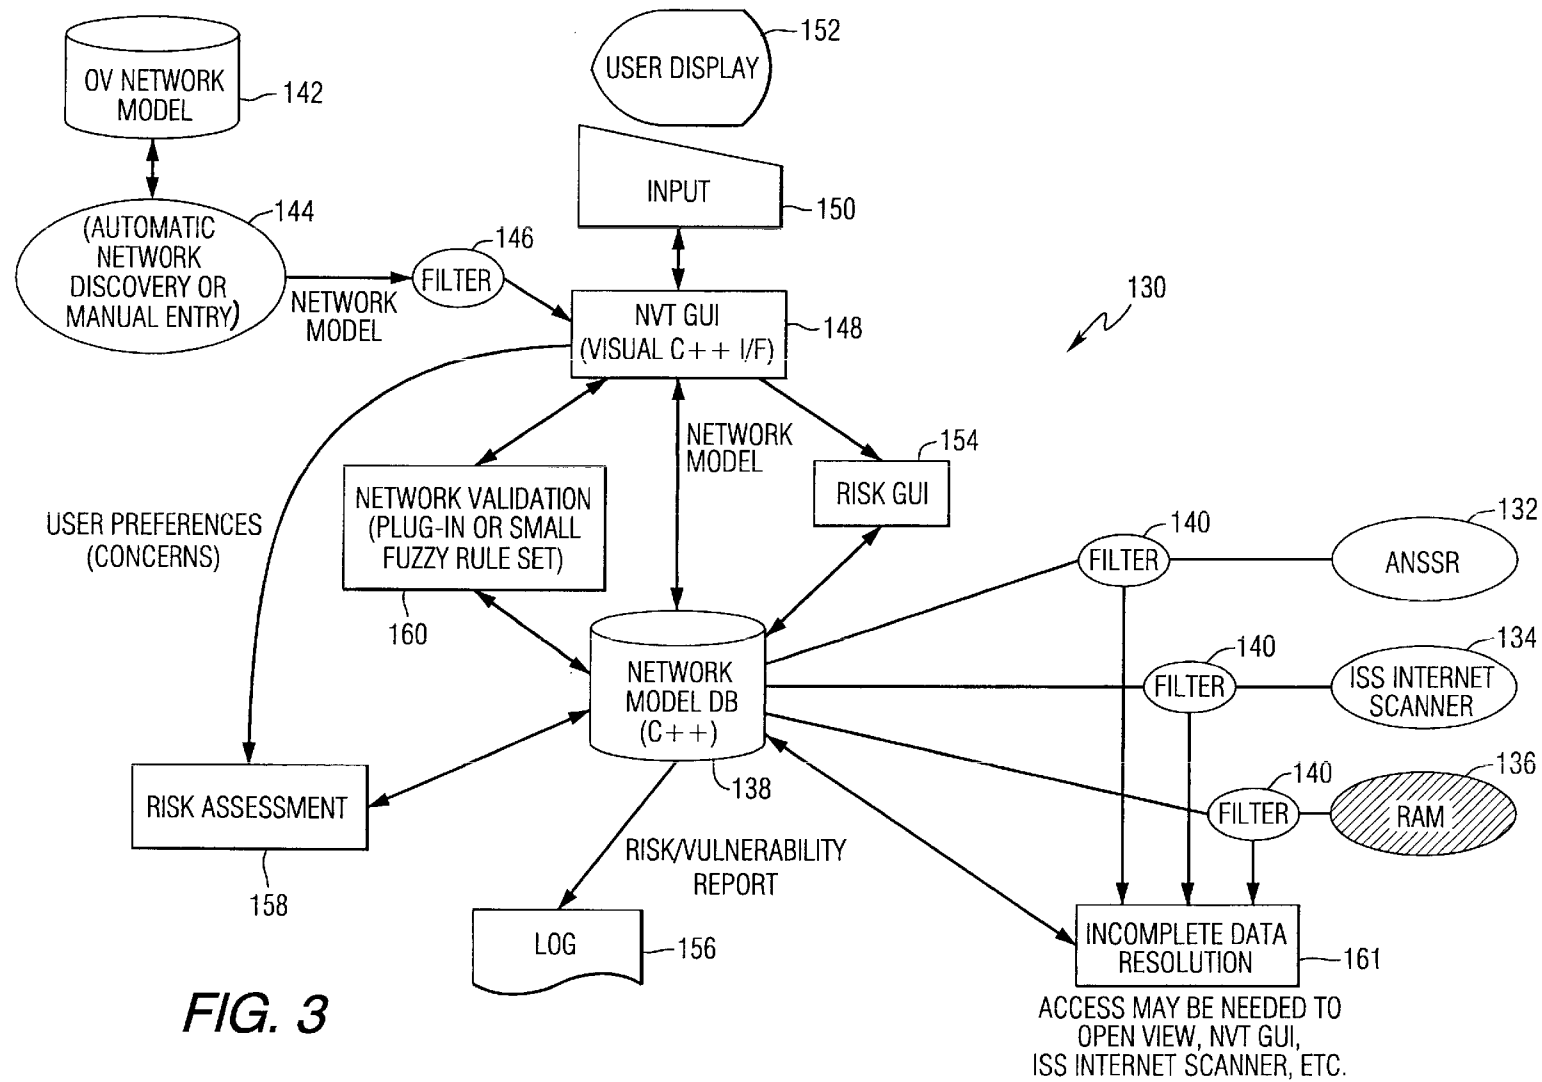 OV NETWORK
MODEL
142
USER DISPLAY
152
INPUT
150
(AUTOMATIC
NETWORK
DISCOVERY OR
MANUAL ENTRY)
144
NETWORK
MODEL
FILTER
146
NVT GUI
(VISUAL C++ I/F)
148
130
NETWORK
MODEL
RISK GUI
154
USER PREFERENCES
(CONCERNS)
NETWORK VALIDATION
(PLUG-IN OR SMALL
FUZZY RULE SET)
160
FILTER
140
ANSSR
132
NETWORK
MODEL DB
(C++)
138
FILTER
140
ISS INTERNET
SCANNER
134
FILTER
140
RAM
136
RISK ASSESSMENT
158
RISK/VULNERABILITY
REPORT
LOG
156
INCOMPLETE DATA
RESOLUTION
161
ACCESS MAY BE NEEDED TO
OPEN VIEW, NVT GUI,
ISS INTERNET SCANNER, ETC.
FIG. 3